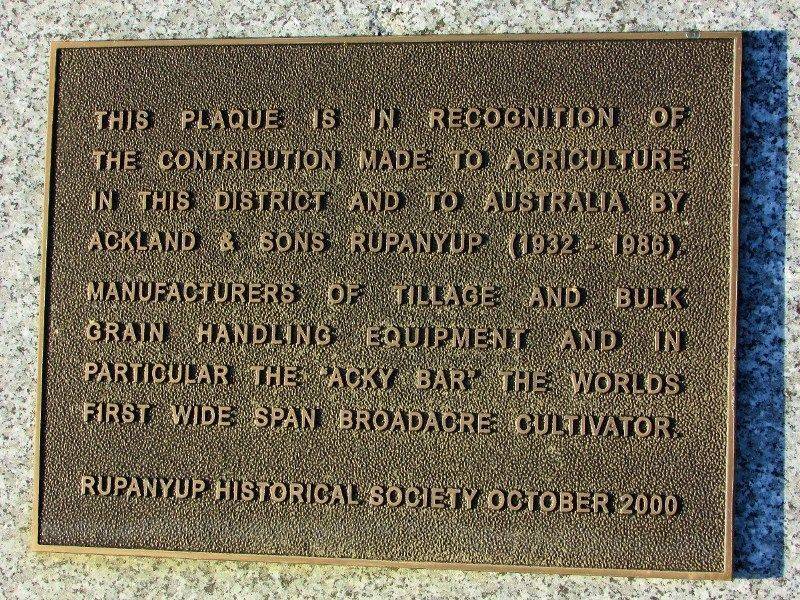 THIS PLAQUE IS IN RECOGNITION OF
THE CONTRIBUTION MADE TO AGRICULTURE
IN THIS DISTRICT AND TO AUSTRALIA BY
ACKLAND & SONS RUPANYUP (1932 - 1986).
MANUFACTURERS OF TILLAGE AND BULK
GRAIN HANDLING EQUIPMENT AND IN
PARTICULAR THE 'ACKY BAR' THE WORLDS
FIRST WIDE SPAN BROADACRE CULTIVATOR.
RUPANYUP HISTORICAL SOCIETY OCTOBER 2000